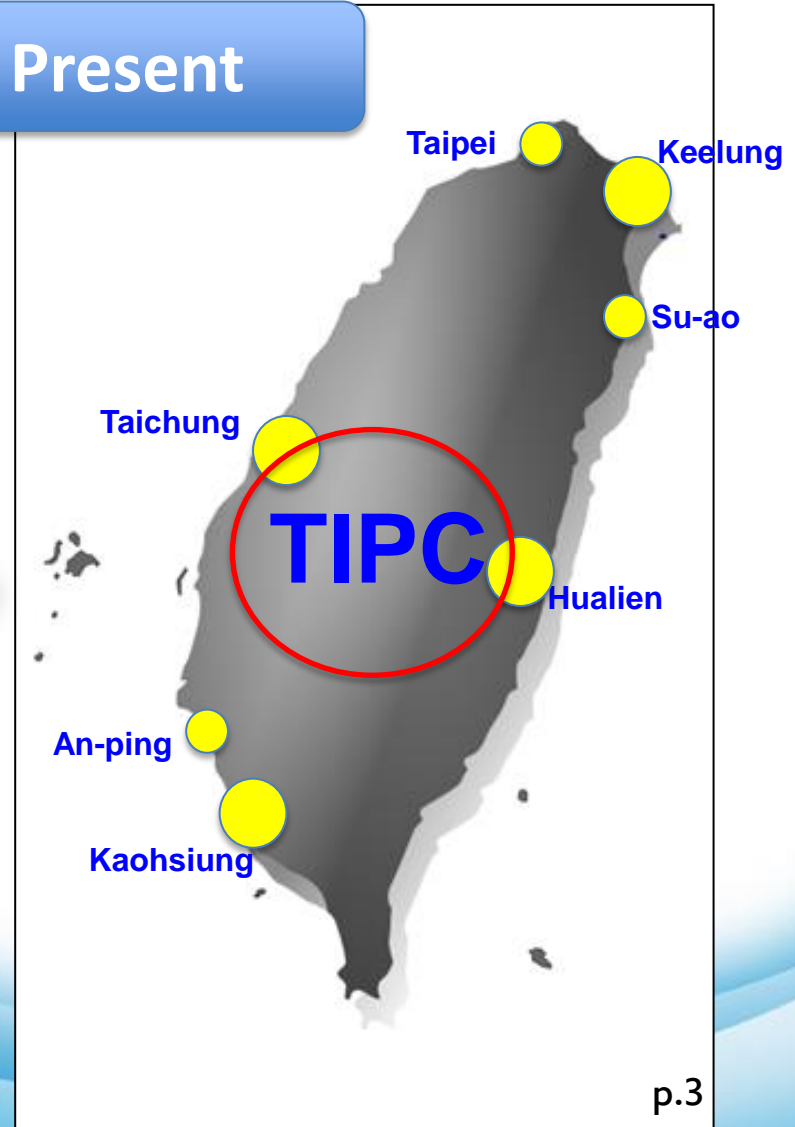 Present
Taipei
Keelung
Su-ao
Taichung
TIPC
Hualien
An-ping
Kaohsiung
p.3